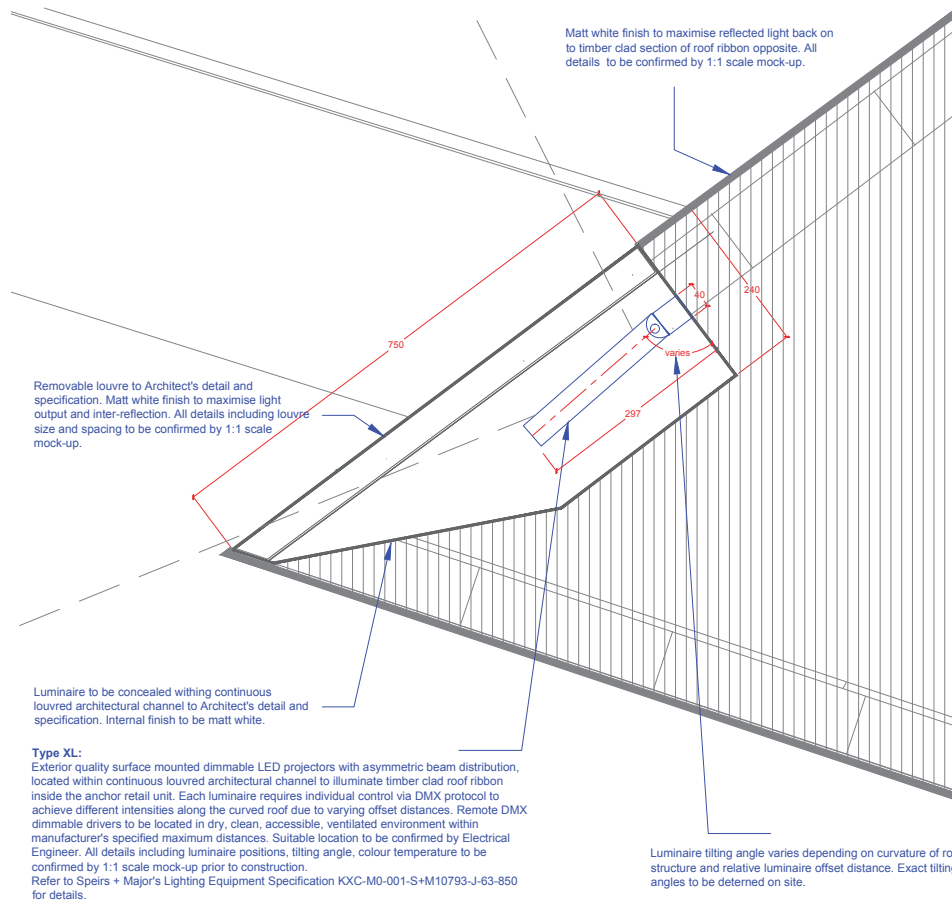 Matt white finish to maximise reflected light back on
to timber clad section of roof ribbon opposite. All
details to be confirmed by 1:1 scale mock-up.
40
240
750
varies
297
Removable louvre to Architect's detail and
specification. Matt white finish to maximise light
output and inter-reflection. All details including louvre
size and spacing to be confirmed by 1:1 scale
mock-up.
Luminaire to be concealed withing continuous
louvred architectural channel to Architect's detail and
specification. Internal finish to be matt white.
Type XL:
Exterior quality surface mounted dimmable LED projectors with asymmetric beam distribution,
located within continuous louvred architectural channel to illuminate timber clad roof ribbon
inside the anchor retail unit. Each luminaire requires individual control via DMX protocol to
achieve different intensities along the curved roof due to varying offset distances. Remote DMX
dimmable drivers to be located in dry, clean, accessible, ventilated environment within
manufacturer's specified maximum distances. Suitable location to be confirmed by Electrical
Engineer. All details including luminaire positions, tilting angle, colour temperature to be
confirmed by 1:1 scale mock-up prior to construction.
Refer to Speirs + Major's Lighting Equipment Specification KXC-M0-001-S+M10793-J-63-850
for details.
Luminaire tilting angle varies depending on curvature of ro
structure and relative luminaire offset distance. Exact tilting
angles to be deterned on site.